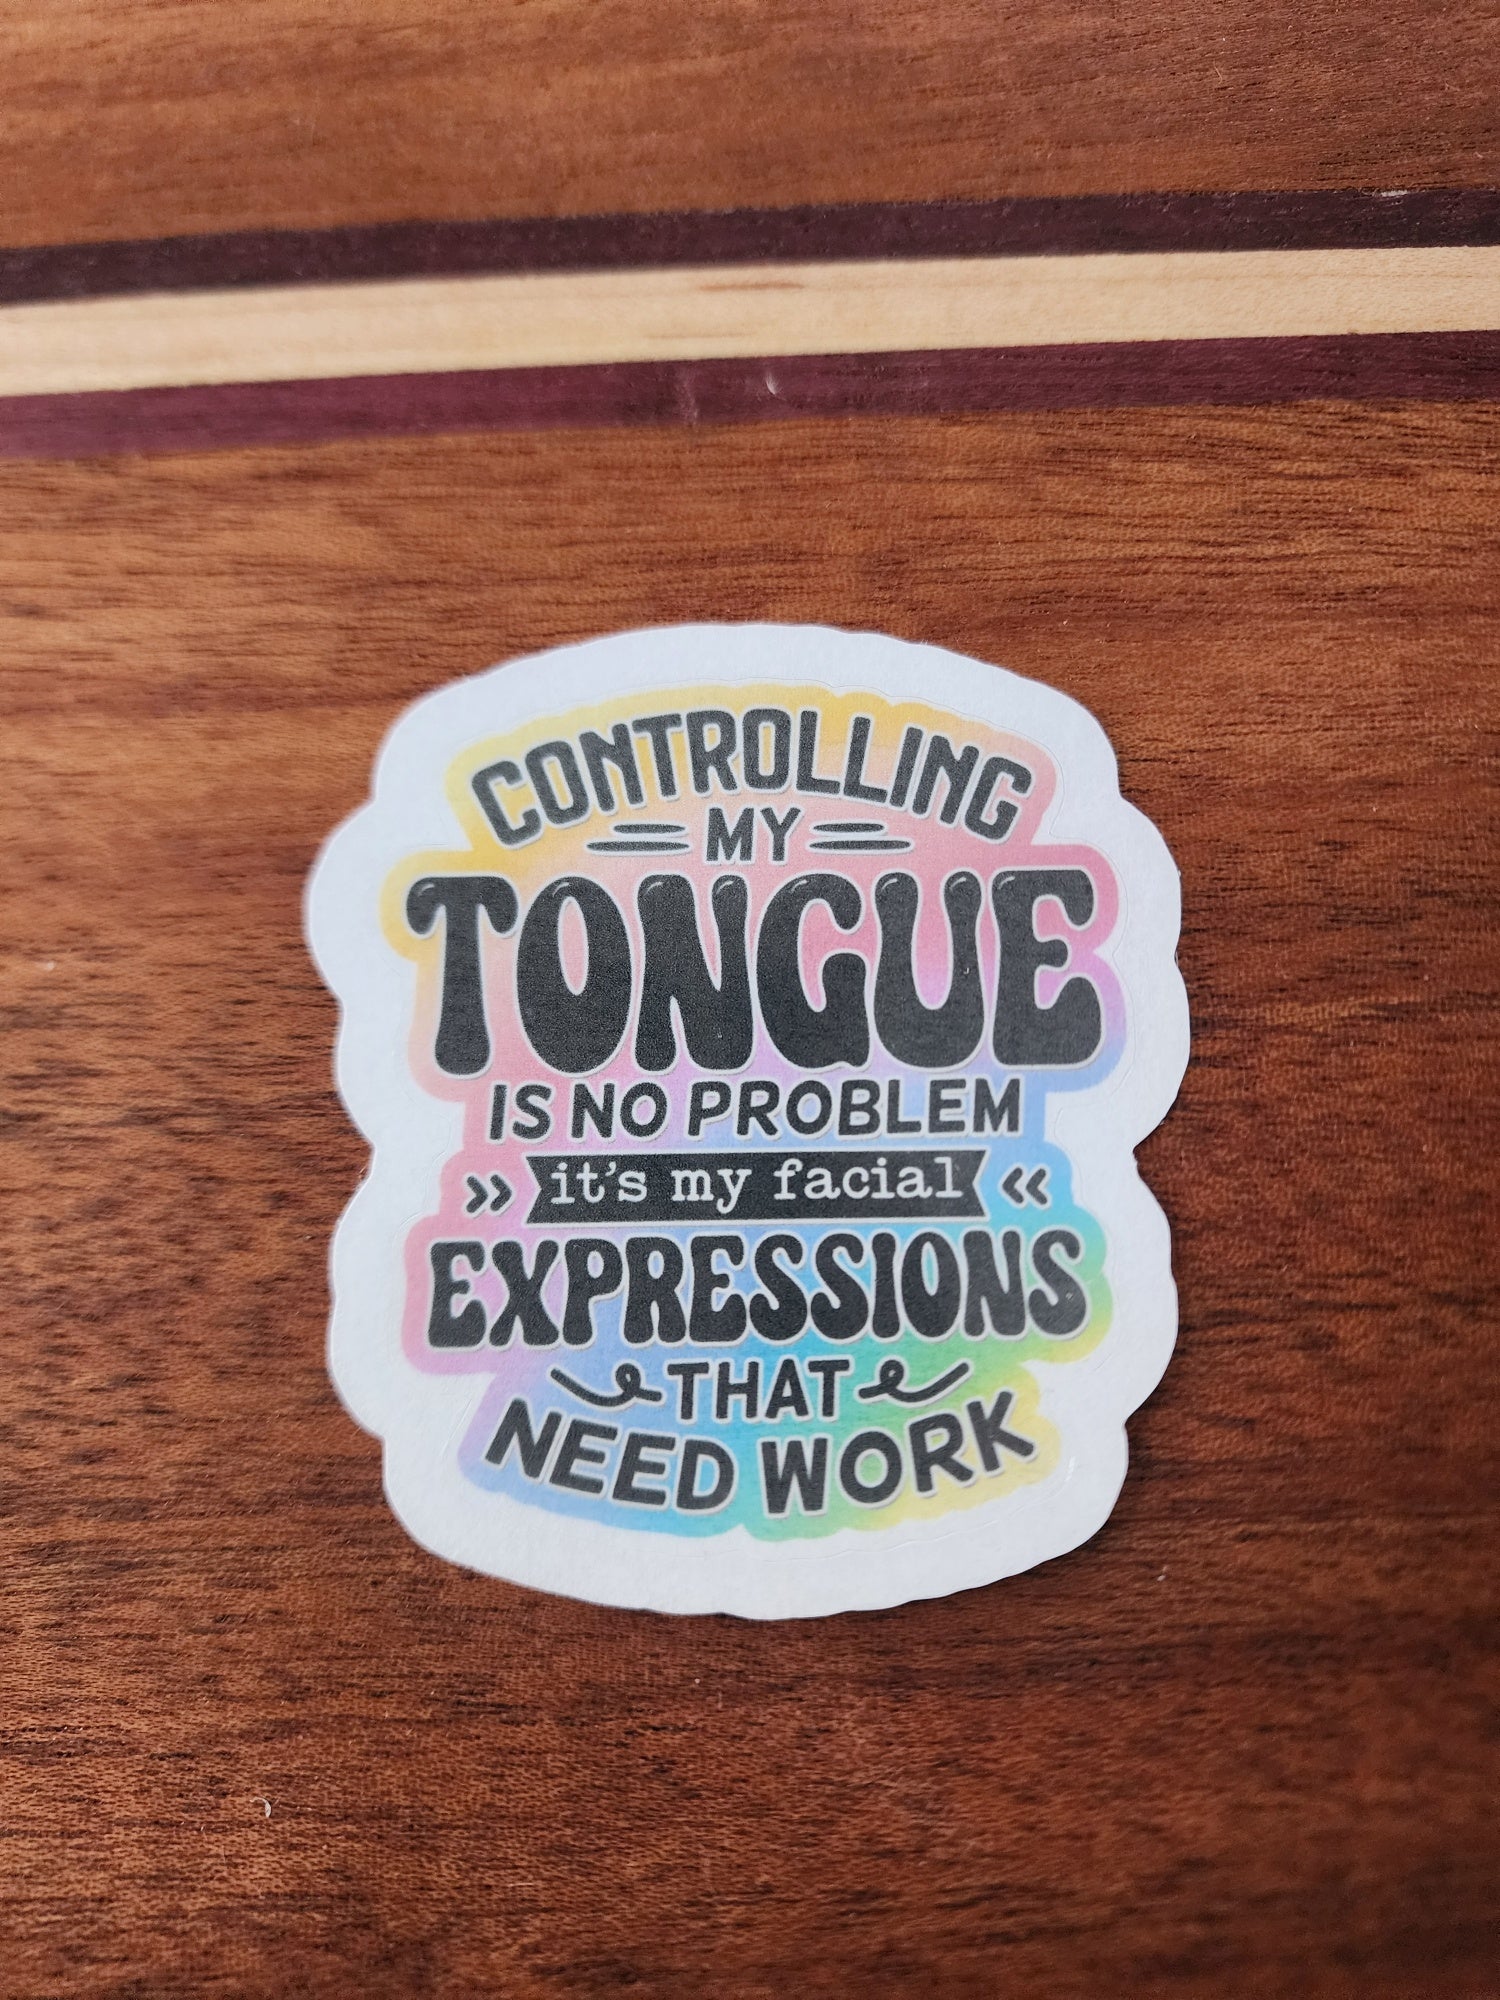 CONTROLLING
MY
TONGUE
IS NO PROBLEM
it's my facial
EXPRESSIONS
THAT
NEED WORK